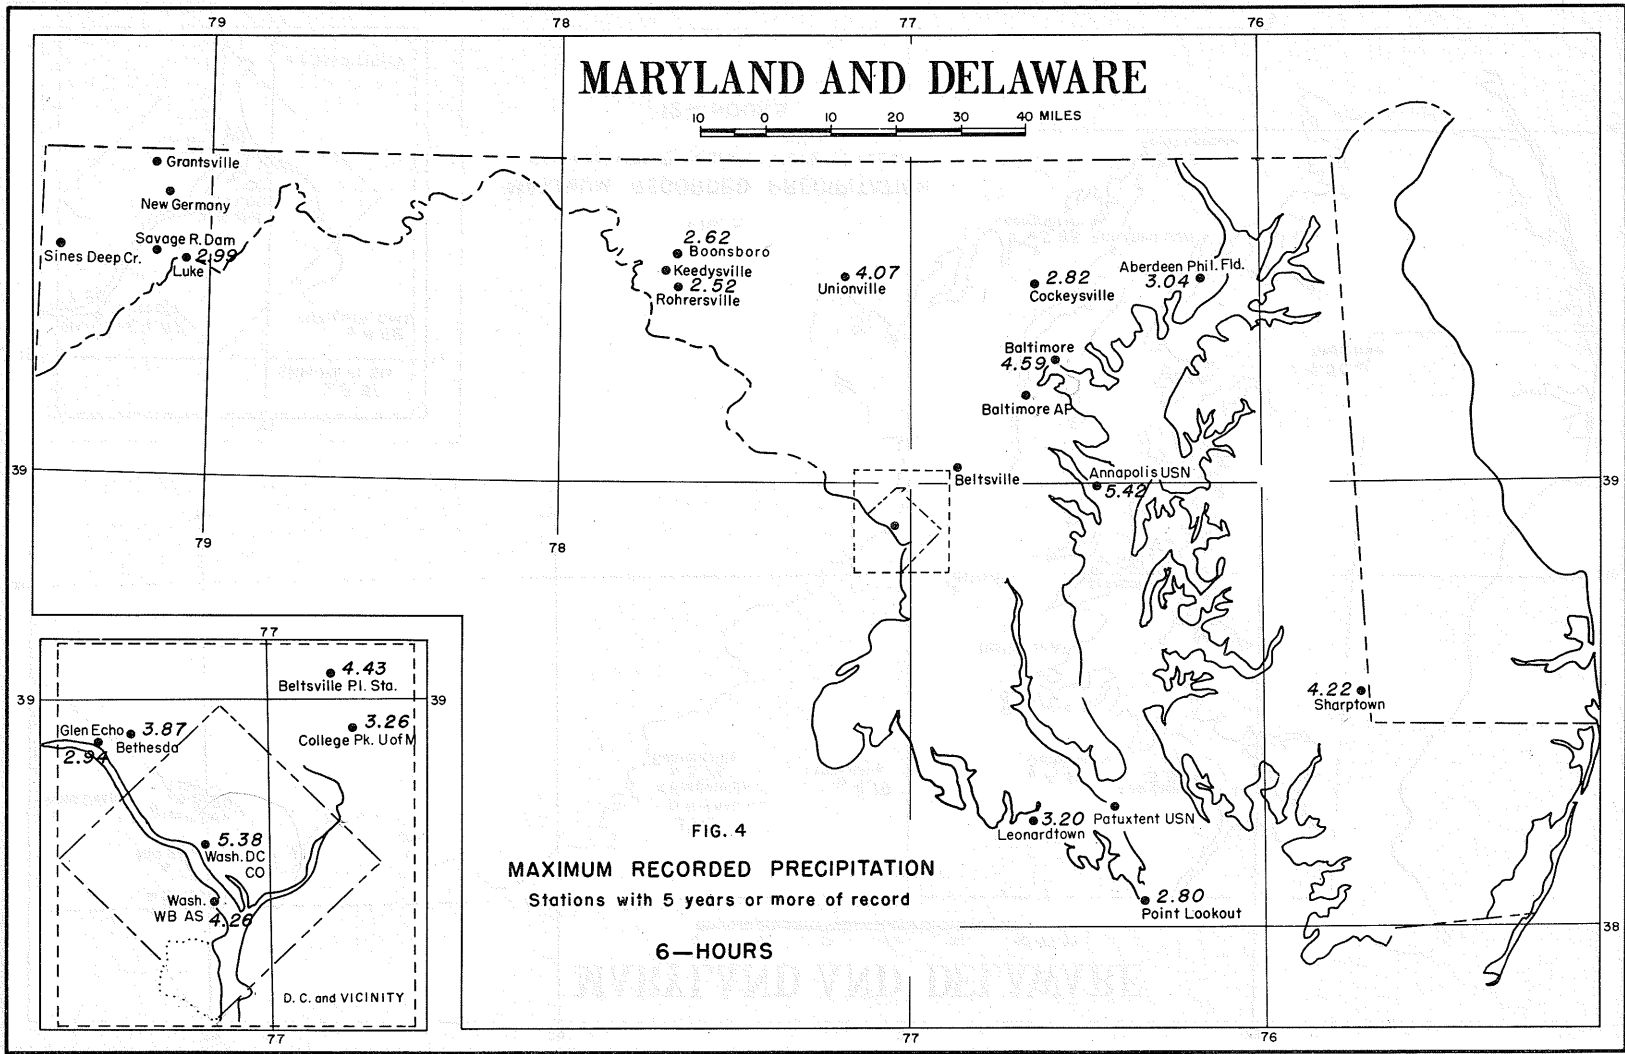 79
78
77
76
MARYLAND AND DELAWARE
10 0 10 20 30 40 MILES
Grantsville
New Germany
Savage R. Dam
Sines Deep Cr.
2.99
Luke
2.62
Boonsboro
Keedysville
2.52
Rohrersville
4.07
Unionville
2.82
Cockeysville
Aberdeen Phil. Fld.
3.04
Baltimore
4.59
Baltimore AP
39
Beltsville
Annapolis USN
5.42
39
79
78
77
4.43
Beltsville P.I. Sta.
39
39
3.26
College Pk. U of M
Glen Echo
3.87
Bethesda
2.94
5.38
Wash. DC
CO
Wash.
WB AS
4.26
D. C. and VICINITY
77
4.22
Sharptown
3.20
Leonardtown
Patuxtent USN
2.80
Point Lookout
38
FIG. 4
MAXIMUM RECORDED PRECIPITATION
Stations with 5 years or more of record
6—HOURS
77
76